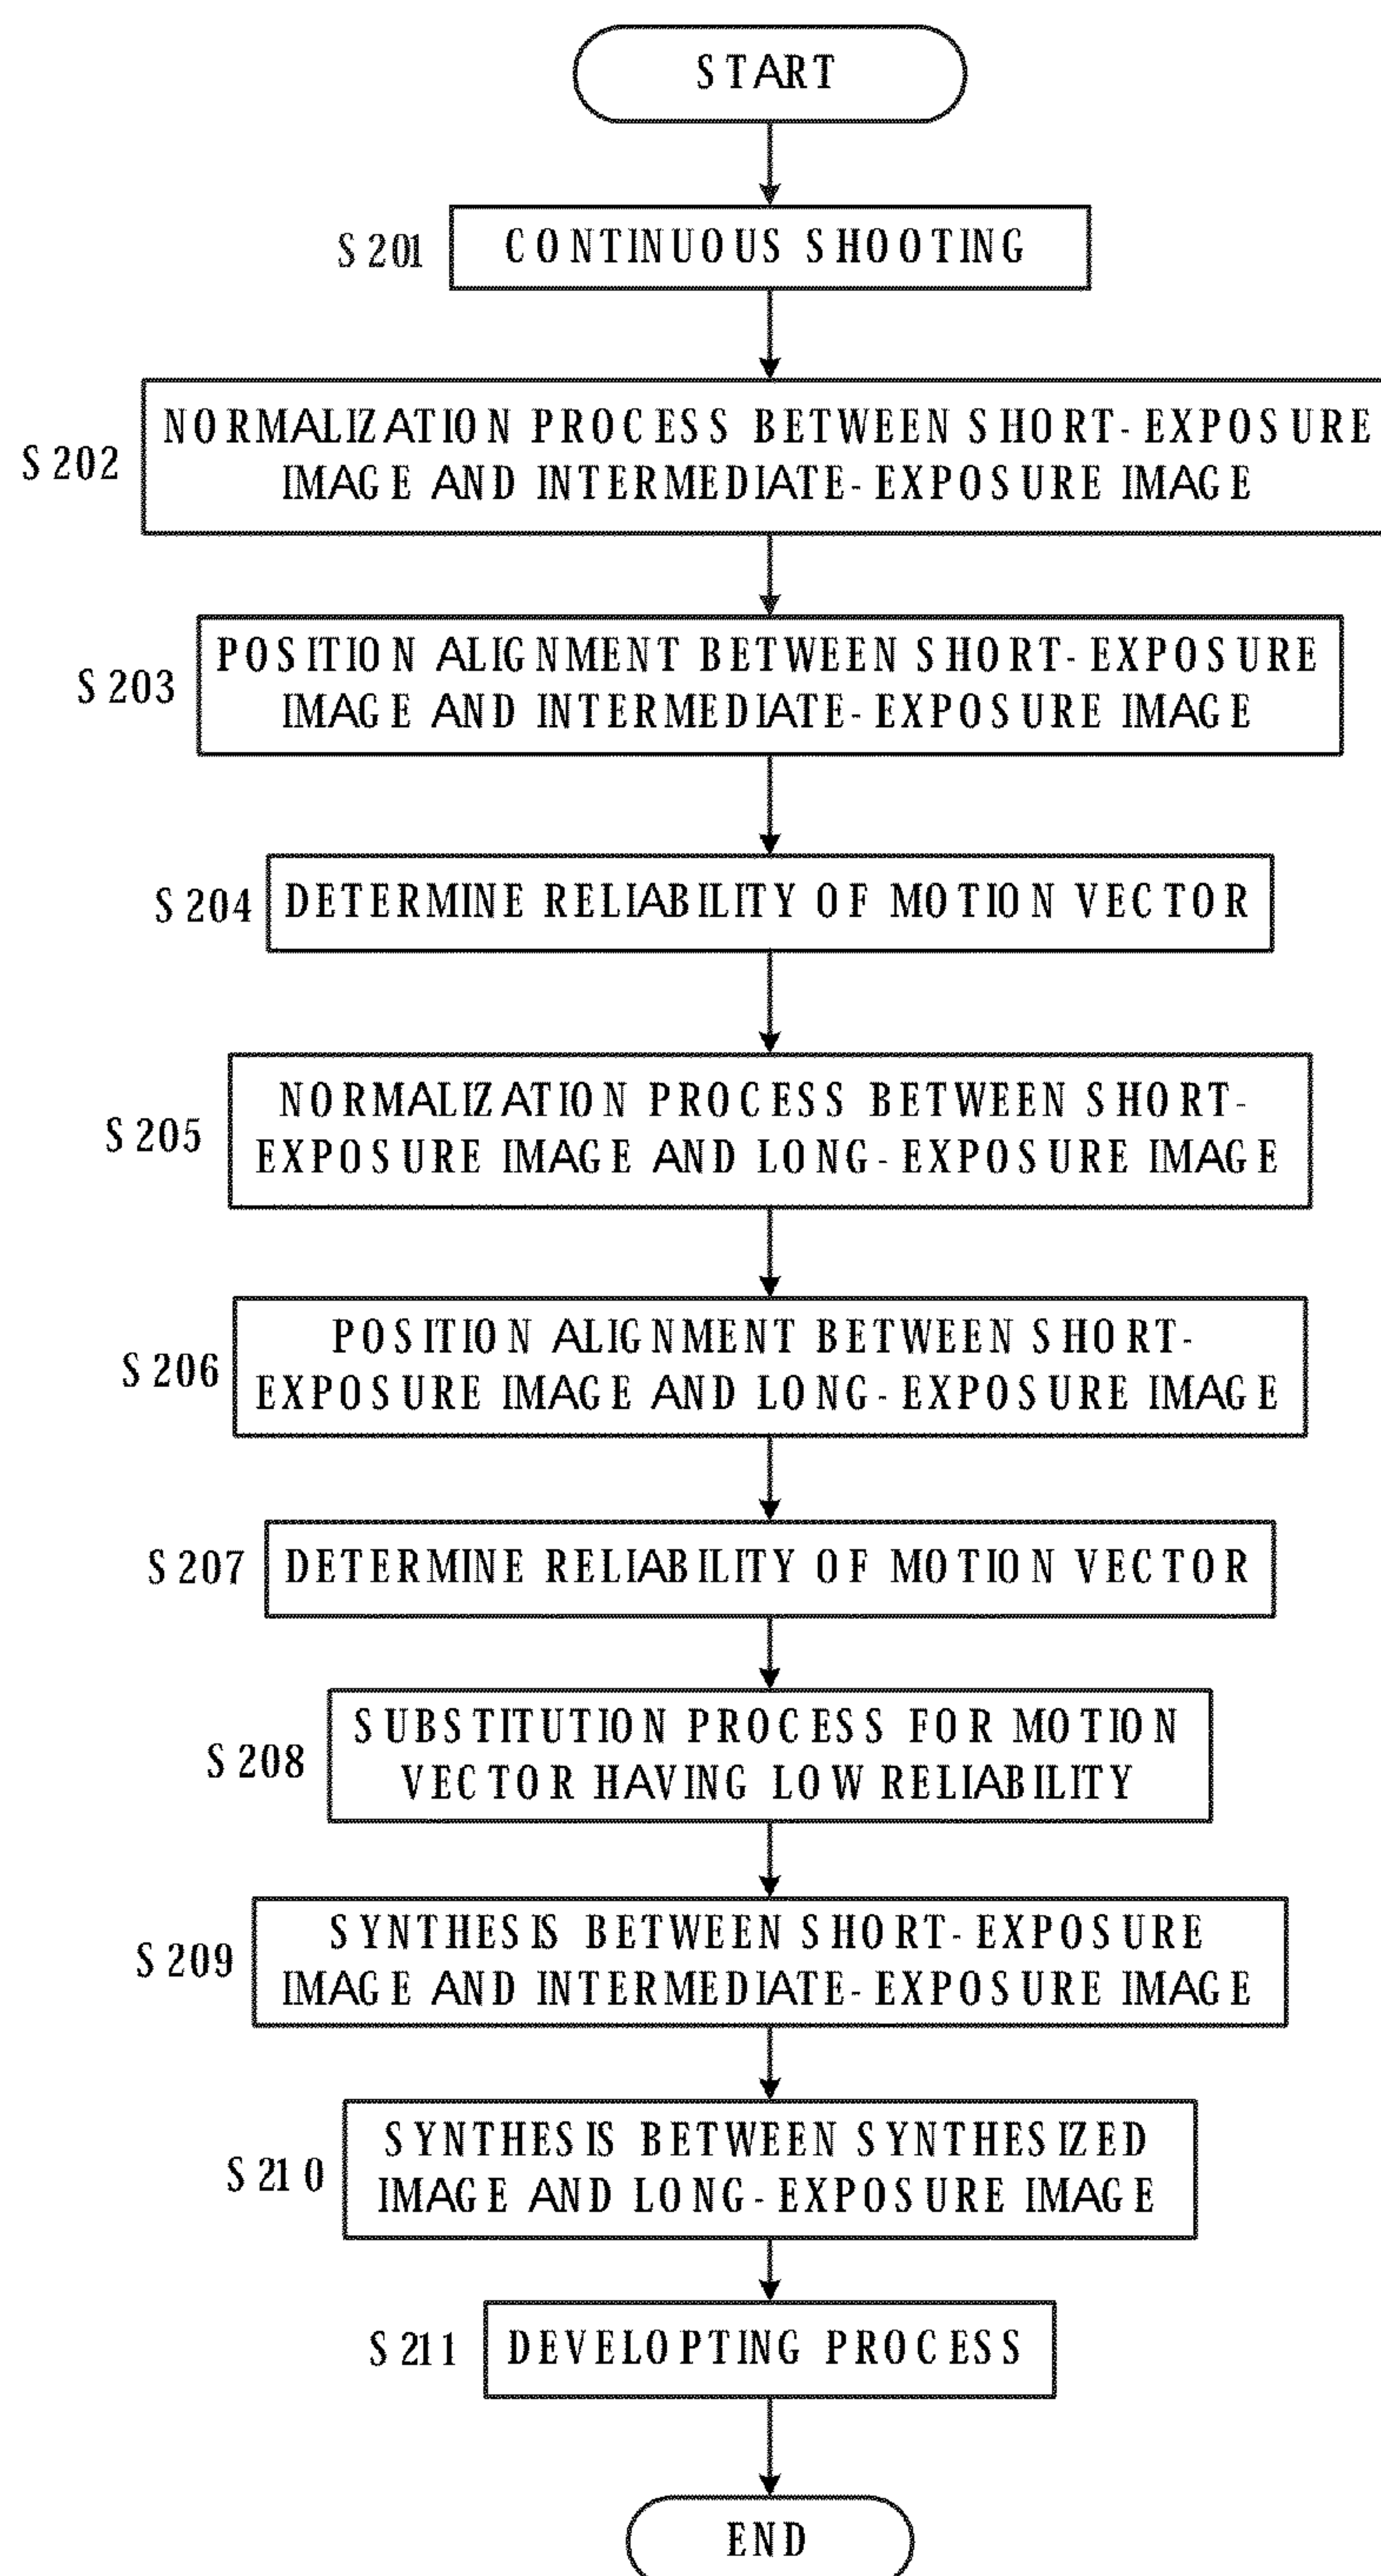 START
S201
CONTINUOUS SHOOTING
S202
NORMALIZATION PROCESS BETWEEN SHORT-EXPOSURE
IMAGE AND INTERMEDIATE-EXPOSURE IMAGE
S203
POSITION ALIGNMENT BETWEEN SHORT-EXPOSURE
IMAGE AND INTERMEDIATE-EXPOSURE IMAGE
S204
DETERMINE RELIABILITY OF MOTION VECTOR
S205
NORMALIZATION PROCESS BETWEEN SHORT-
EXPOSURE IMAGE AND LONG-EXPOSURE IMAGE
S206
POSITION ALIGNMENT BETWEEN SHORT-
EXPOSURE IMAGE AND LONG-EXPOSURE IMAGE
S207
DETERMINE RELIABILITY OF MOTION VECTOR
S208
SUBSTITUTION PROCESS FOR MOTION
VECTOR HAVING LOW RELIABILITY
S209
SYNTHESIS BETWEEN SHORT-EXPOSURE
IMAGE AND INTERMEDIATE-EXPOSURE IMAGE
S210
SYNTHESIS BETWEEN SYNTHESIZED
IMAGE AND LONG-EXPOSURE IMAGE
S211
DEVELOPTING PROCESS
END